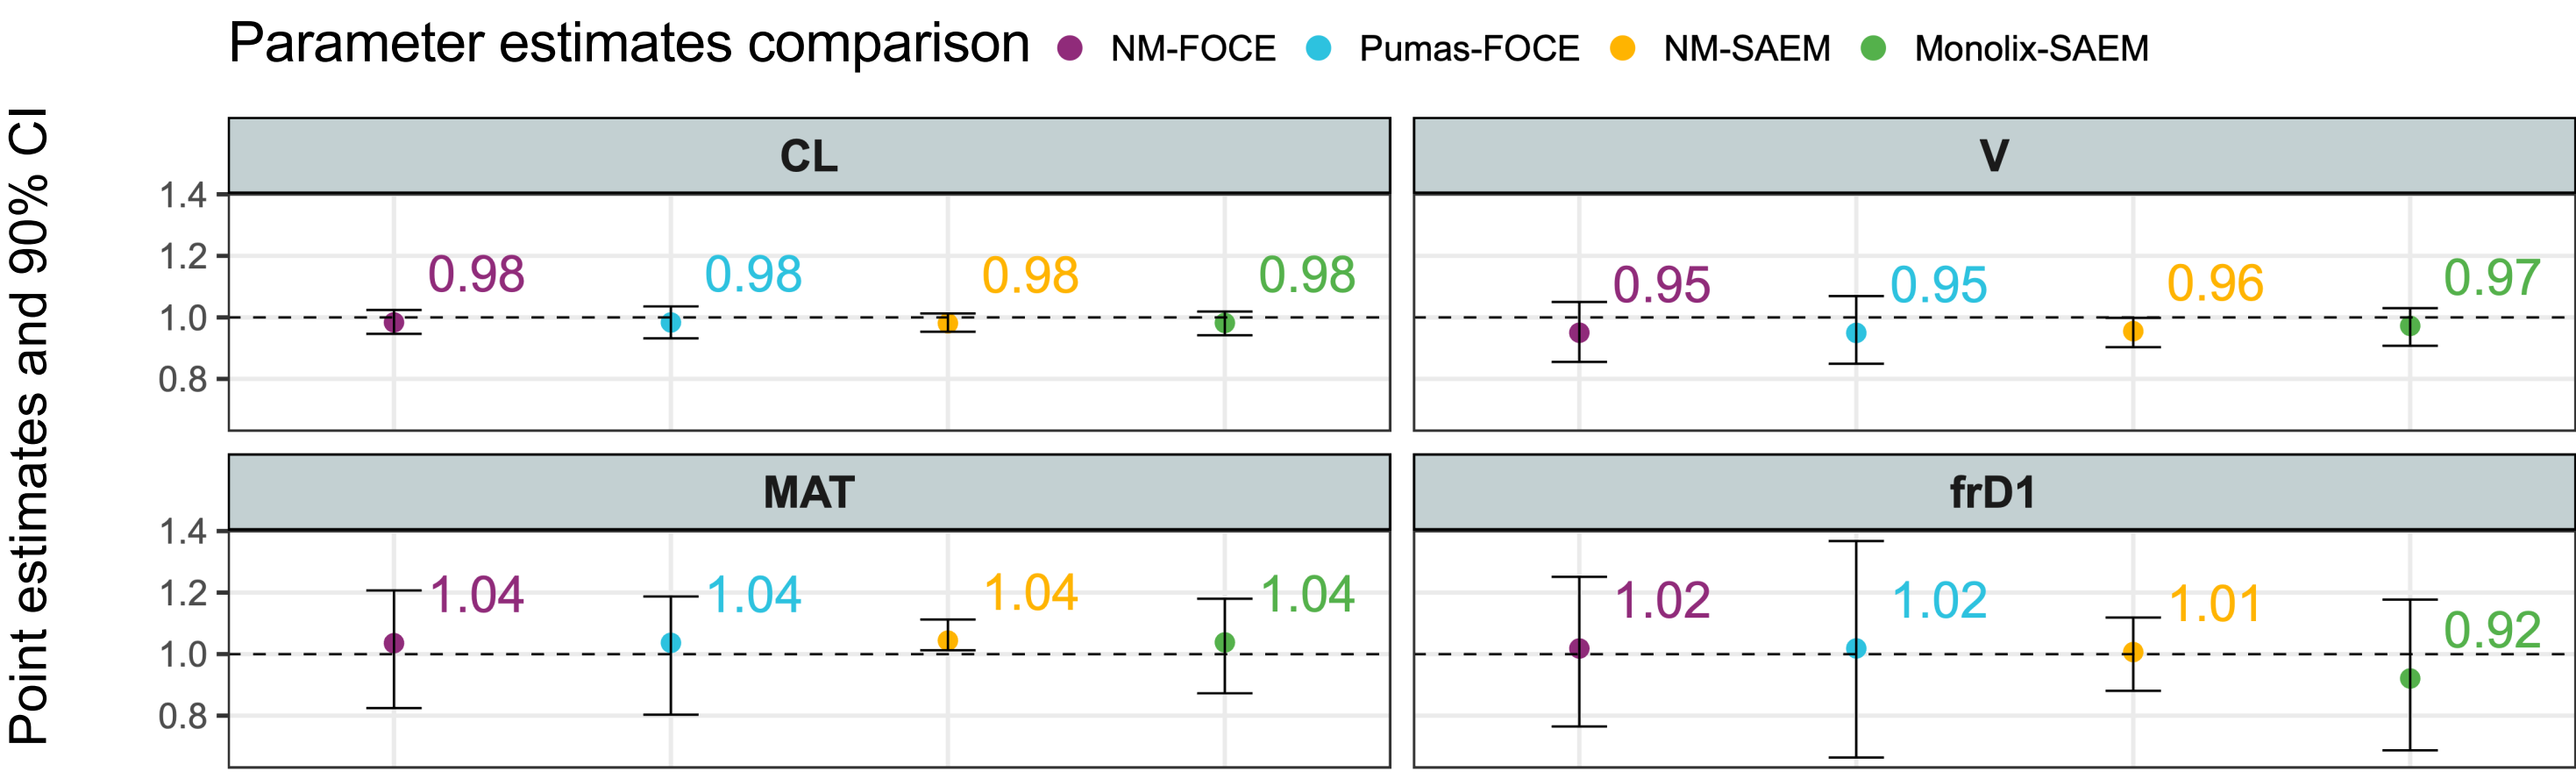 Parameter estimates comparison NM-FOCE Pumas-FOCE NM-SAEM Monolix-SAEM
Point estimates and 90% CI
CL
1.4
1.2
1.0
0.8
0.98 0.98 0.98 0.98
V
0.95 0.95 0.96 0.97
MAT
1.4
1.2
1.0
0.8
1.04 1.04 1.04 1.04
frD1
1.02 1.02 1.01 0.92